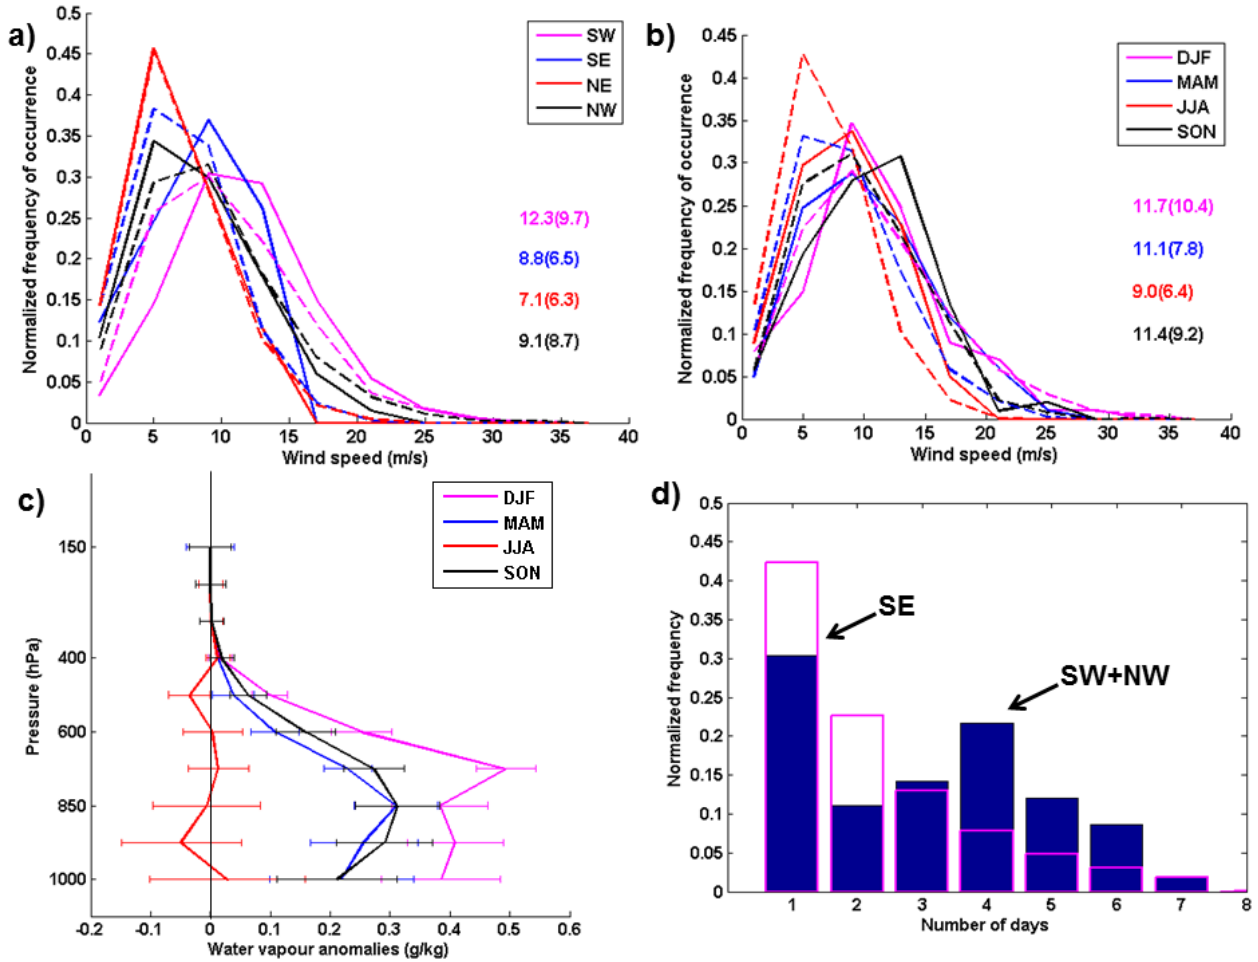 a)
Normalized frequency of occurrence
0.5
0.45
0.4
0.35
0.3
0.25
0.2
0.15
0.1
0.05
0
0 5 10 15 20 25 30 35 40
Wind speed (m/s)
SW
SE
NE
NW
12.3(9.7)
8.8(6.5)
7.1(6.3)
9.1(8.7)
b)
Normalized frequency of occurrence
0.45
0.4
0.35
0.3
0.25
0.2
0.15
0.1
0.05
0
0 5 10 15 20 25 30 35 40
Wind speed (m/s)
DJF
MAM
JJA
SON
11.7(10.4)
11.1(7.8)
9.0(6.4)
11.4(9.2)
c)
Pressure (hPa)
150
400
600
850
1000
-0.2 -0.1 0 0.1 0.2 0.3 0.4 0.5 0.6
Water vapour anomalies (g/kg)
DJF
MAM
JJA
SON
d)
Normalized frequency
0.5
0.45
0.4
0.35
0.3
0.25
0.2
0.15
0.1
0.05
0
1 2 3 4 5 6 7 8
Number of days
SE
SW+NW